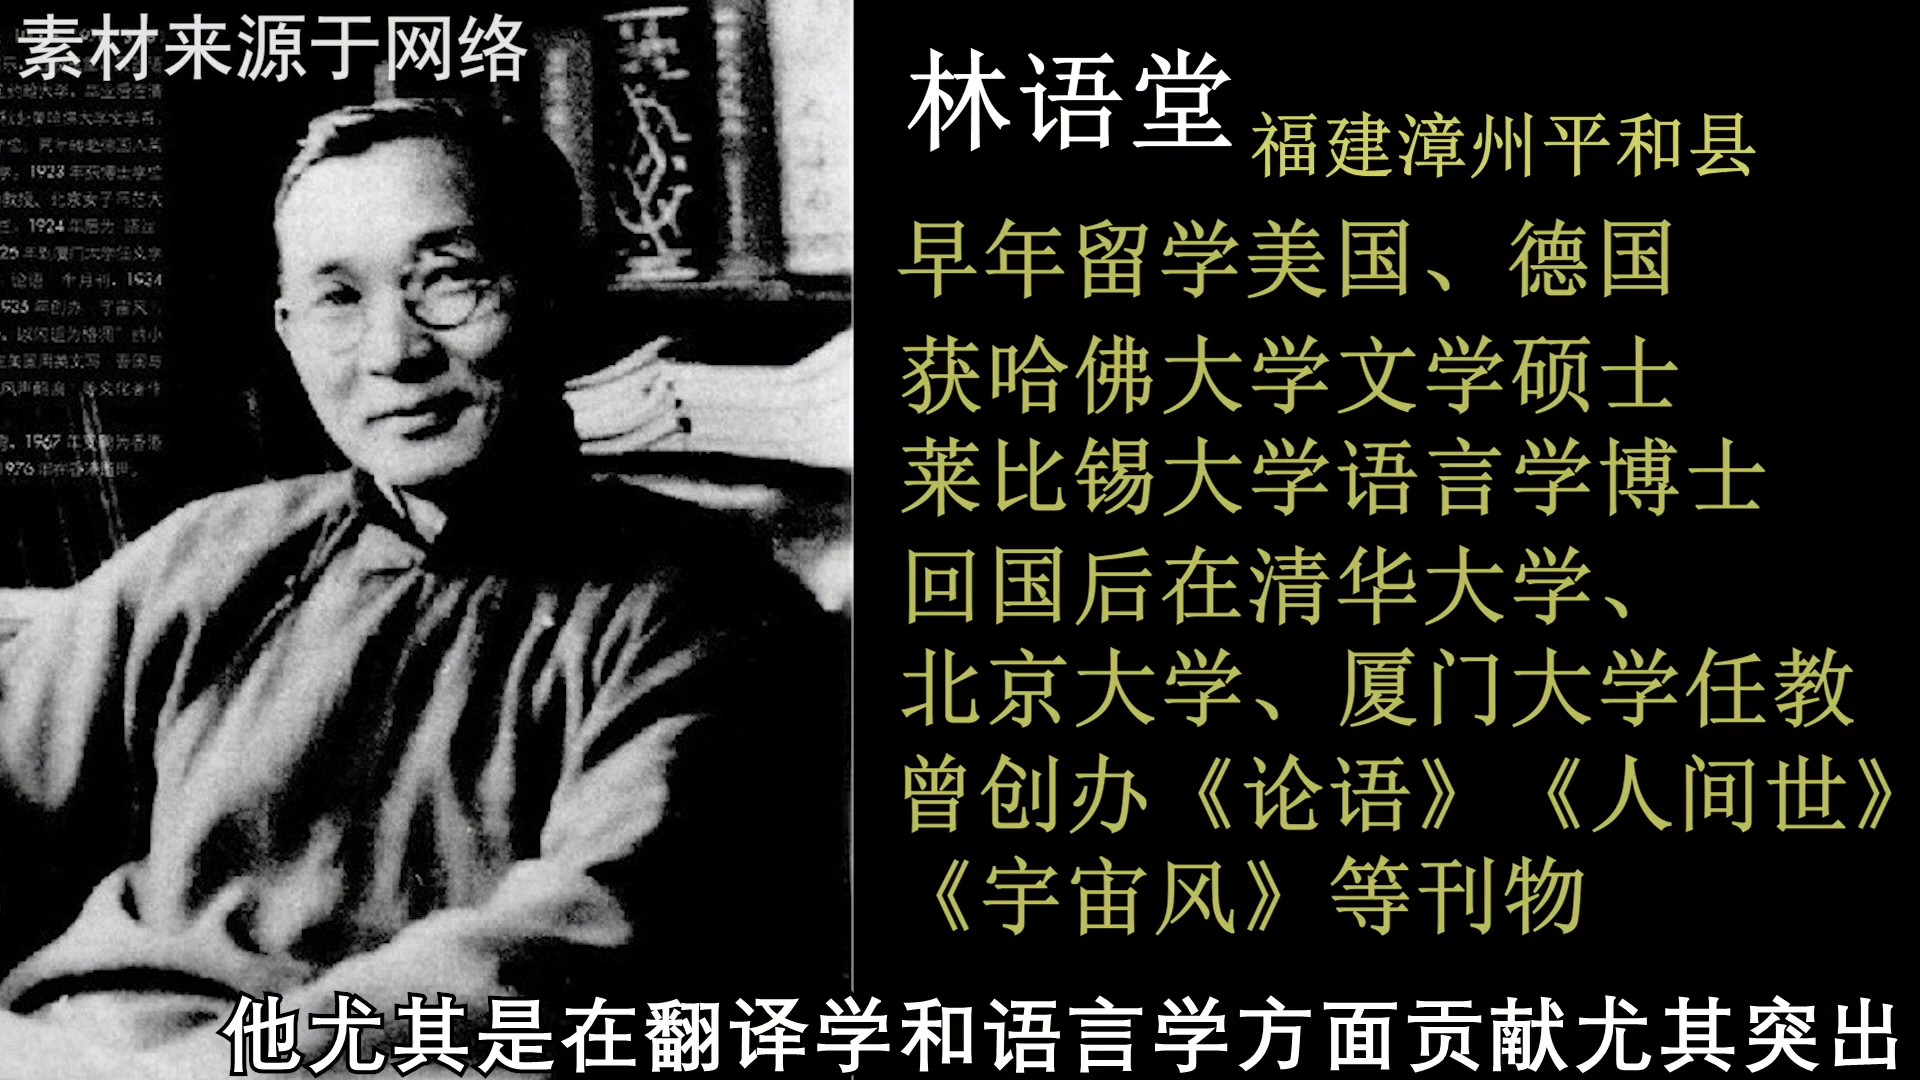 素材来源于网络
林语堂 福建漳州平和县
早年留学美国、德国
获哈佛大学文学硕士
莱比锡大学语言学博士
回国后在清华大学、
北京大学、厦门大学任教
曾创办《论语》《人间世》
《宇宙风》等刊物
他尤其是在翻译学和语言学方面贡献尤其突出